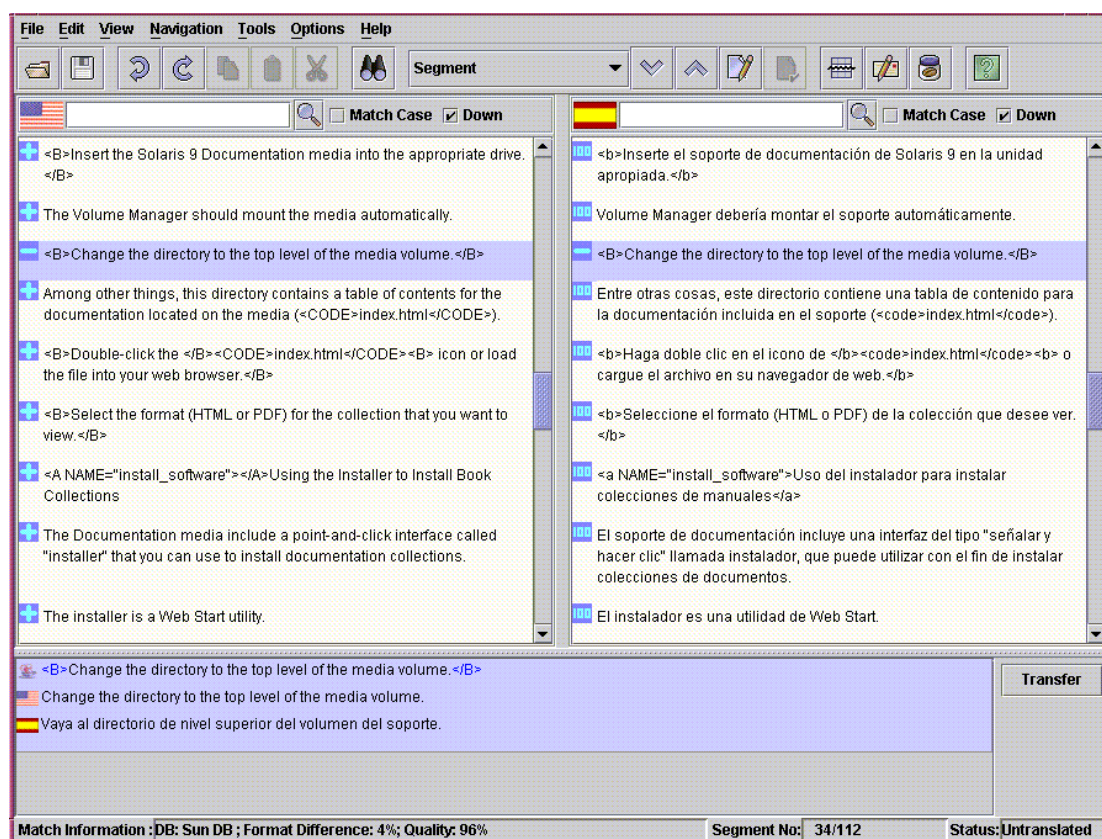 File Edit View Navigation Tools Options Help
Segment
Match Case Down
Match Case Down
<B>Insert the Solaris 9 Documentation media into the appropriate drive.
</B>
The Volume Manager should mount the media automatically.
<B>Change the directory to the top level of the media volume.</B>
Among other things, this directory contains a table of contents for the
documentation located on the media (<CODE>index.html</CODE>).
<B>Double-click the </B><CODE>index.html</CODE><B> icon or load
the file into your web browser.</B>
<B>Select the format (HTML or PDF) for the collection that you want to
view.</B>
<A NAME="install_software"></A>Using the Installer to Install Book
Collections
The Documentation media include a point-and-click interface called
"installer" that you can use to install documentation collections.
The installer is a Web Start utility.
100 <b>Inserte el soporte de documentación de Solaris 9 en la unidad
apropiada.</b>
100 Volume Manager debería montar el soporte automáticamente.
<B>Change the directory to the top level of the media volume.</B>
100 Entre otras cosas, este directorio contiene una tabla de contenido para
la documentación incluida en el soporte (<code>index.html</code>).
100 <b>Haga doble clic en el icono de </b><code>index.html</code><b> o
cargue el archivo en su navegador de web.</b>
100 <b>Seleccione el formato (HTML o PDF) de la colección que desee ver.
</b>
100 <a NAME="install_software">Uso del instalador para instalar
colecciones de manuales</a>
100 El soporte de documentación incluye una interfaz del tipo "señalar y
hacer clic" llamada instalador, que puede utilizar con el fin de instalar
colecciones de documentos.
100 El instalador es una utilidad de Web Start.
<B>Change the directory to the top level of the media volume.</B>
Change the directory to the top level of the media volume.
Vaya al directorio de nivel superior del volumen del soporte.
Transfer
Match Information : DB: Sun DB ; Format Difference: 4%; Quality: 96% Segment No: 34/112 Status: Untranslated